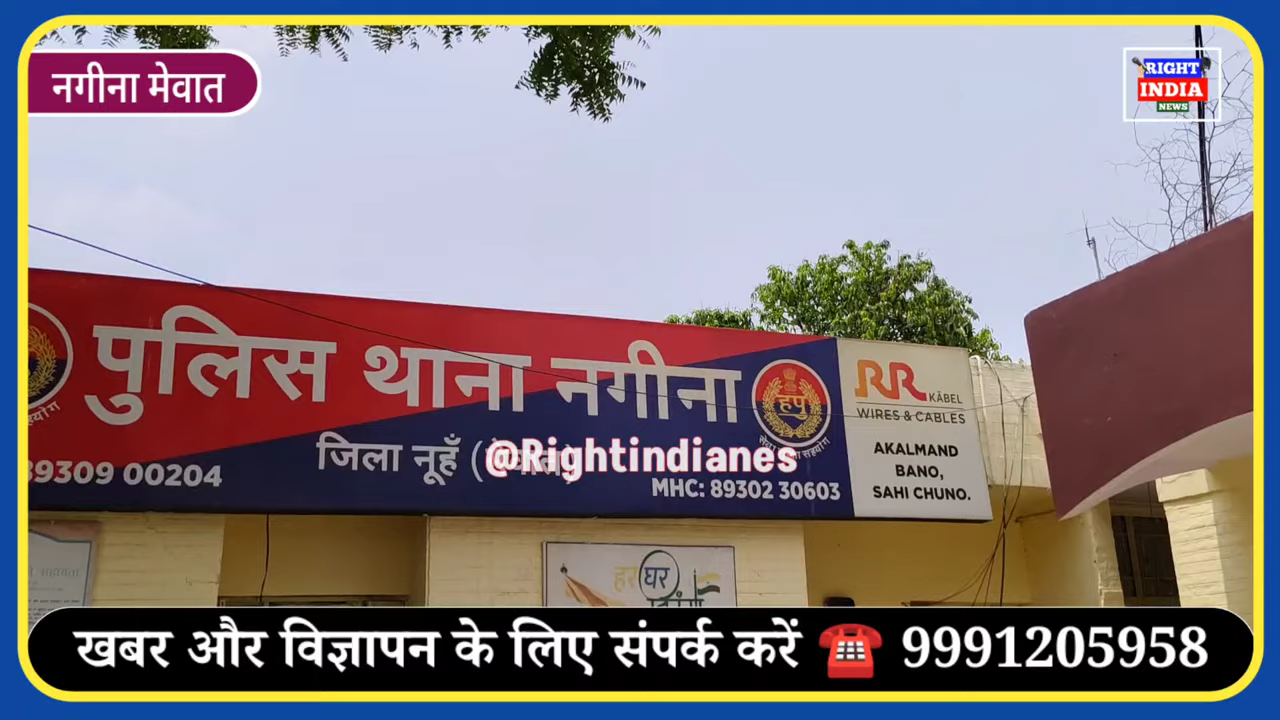 नगीना मेवात
RIGHT
INDIA
NEWS
पुलिस थाना नगीना
हपु
RR KABEL
WIRES & CABLES
जिला नूहँ
@Rightindianes
AKALMAND
BANO,
SAHI CHUNO.
89309 00204
MHC: 89302 30603
हर घर
खबर और विज्ञापन के लिए संपर्क करें ☎️ 9991205958